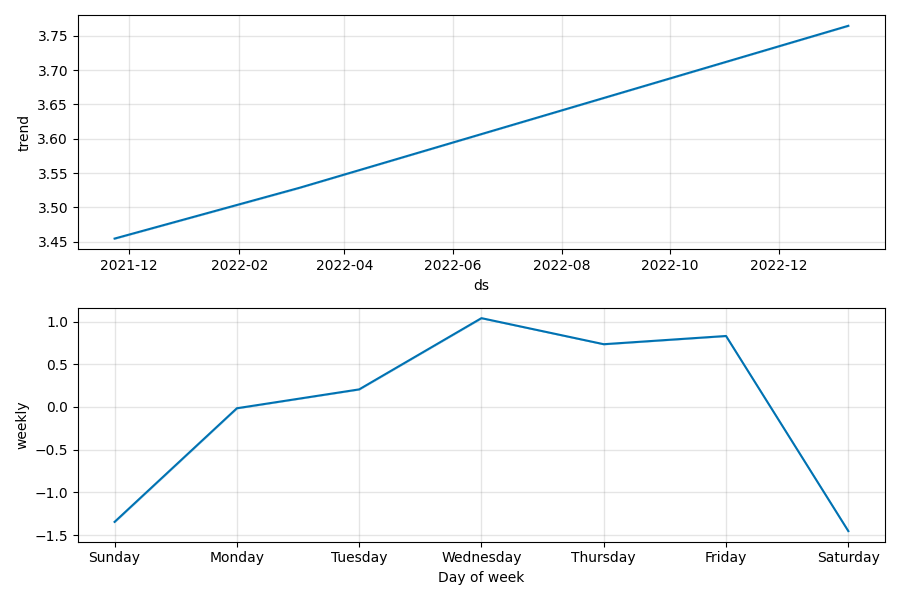 3.75
3.70
3.65
3.60
3.55
3.50
3.45
trend
2021-12 2022-02 2022-04 2022-06 2022-08 2022-10 2022-12
ds
1.0
0.5
0.0
−0.5
−1.0
−1.5
weekly
Sunday Monday Tuesday Wednesday Thursday Friday Saturday
Day of week